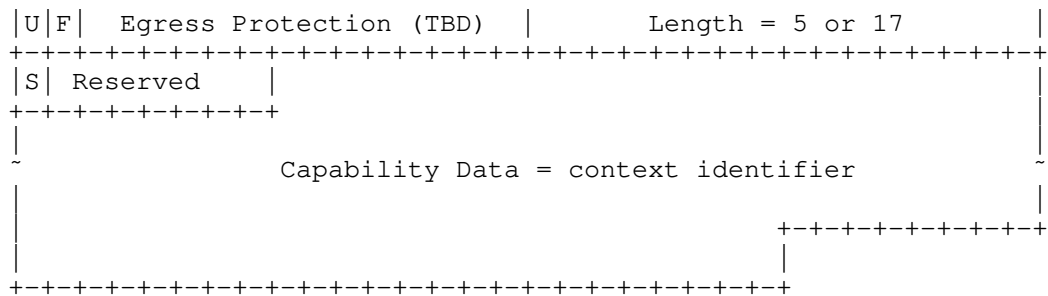 |U|F| Egress Protection (TBD) | Length = 5 or 17 |
+-+-+-+-+-+-+-+-+-+-+-+-+-+-+-+-+-+-+-+-+-+-+-+-+-+-+-+-+-+-+-+-+
|S| Reserved | |
+-+-+-+-+-+-+-+-+ |
| |
~ Capability Data = context identifier ~
| |
| +-+-+-+-+-+-+-+-+
| |
+-+-+-+-+-+-+-+-+-+-+-+-+-+-+-+-+-+-+-+-+-+-+-+-+